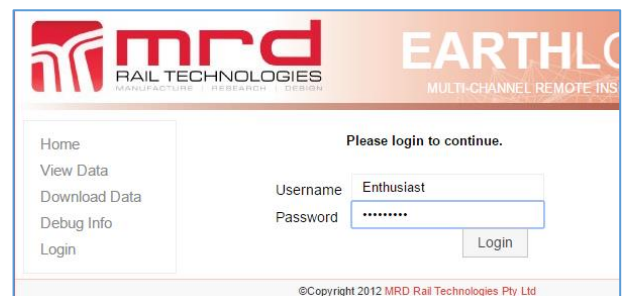 mrd
RAIL TECHNOLOGIES
MANUFACTURE | RESEARCH | DESIGN
EARTHLO
MULTI-CHANNEL REMOTE INS
Home
View Data
Download Data
Debug Info
Login
Please login to continue.
Username Enthusiast
Password •••••••••
Login
©Copyright 2012 MRD Rail Technologies Pty Ltd